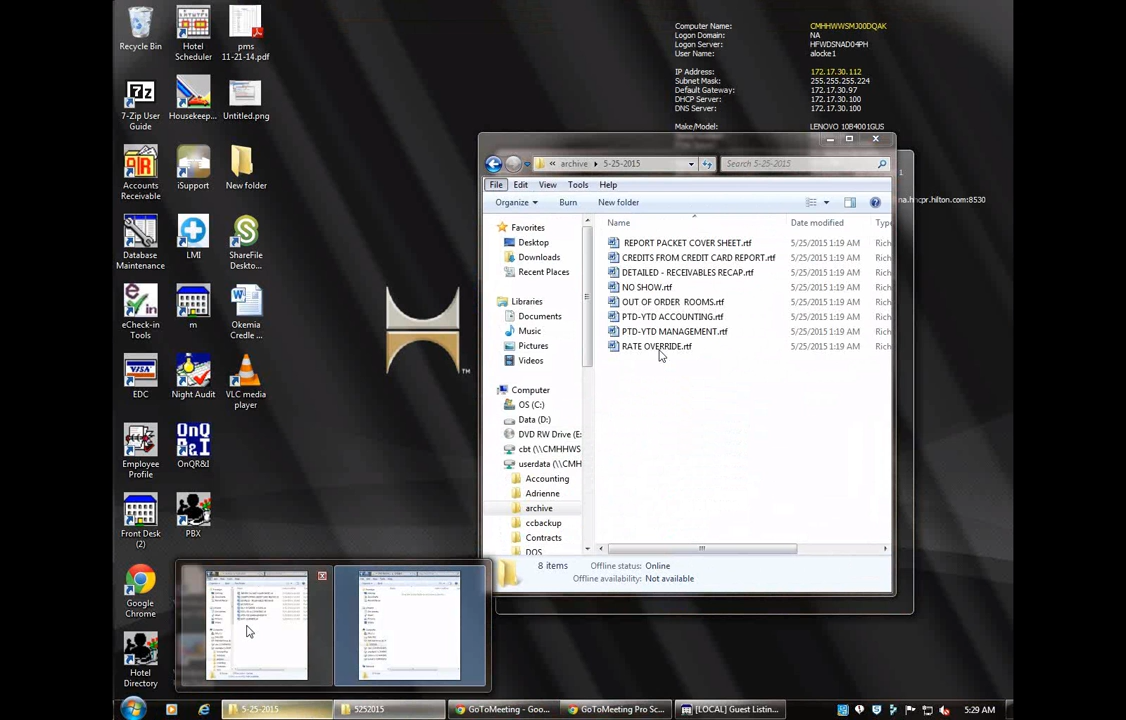 Recycle Bin
Hotel Scheduler
pms 11-21-14.pdf
7-Zip User Guide
Housekeep...
Untitled.png
Accounts Receivable
iSupport
New folder
Database Maintenance
LMI
ShareFile Deskto...
eCheck-in Tools
m
Okemia Credle ...
EDC
Night Audit
VLC media player
Employee Profile
OnQR&I
Front Desk (2)
PBX
Google Chrome
Hotel Directory
TM
Computer Name: CMHHWWSMJ00DQAK
Logon Domain: NA
Logon Server: HFWDSNAD04PH
User Name: alocke1
IP Address: 172.17.30.112
Subnet Mask: 255.255.255.224
Default Gateway: 172.17.30.97
DHCP Server: 172.17.30.100
DNS Server: 172.17.30.100
Make/Model: LENOVO 10B4001GUS
« archive ▸ 5-25-2015
Search 5-25-2015
File Edit View Tools Help
Organize Burn New folder
Name Date modified Type
REPORT PACKET COVER SHEET.rtf 5/25/2015 1:19 AM Rich
CREDITS FROM CREDIT CARD REPORT.rtf 5/25/2015 1:19 AM Rich
DETAILED - RECEIVABLES RECAP.rtf 5/25/2015 1:19 AM Rich
NO SHOW.rtf 5/25/2015 1:19 AM Rich
OUT OF ORDER ROOMS.rtf 5/25/2015 1:19 AM Rich
PTD-YTD ACCOUNTING.rtf 5/25/2015 1:19 AM Rich
PTD-YTD MANAGEMENT.rtf 5/25/2015 1:19 AM Rich
RATE OVERRIDE.rtf 5/25/2015 1:19 AM Rich
Favorites
Desktop
Downloads
Recent Places
Libraries
Documents
Music
Pictures
Videos
Computer
OS (C:)
Data (D:)
DVD RW Drive (E:
cbt (\\CMHHWS
userdata (\\CMH
Accounting
Adrienne
archive
ccbackup
Contracts
DOS
8 items Offline status: Online
Offline availability: Not available
5-25-2015
5252015
GoToMeeting - Goo...
GoToMeeting Pro Sc...
[LOCAL] Guest Listin...
5:29 AM